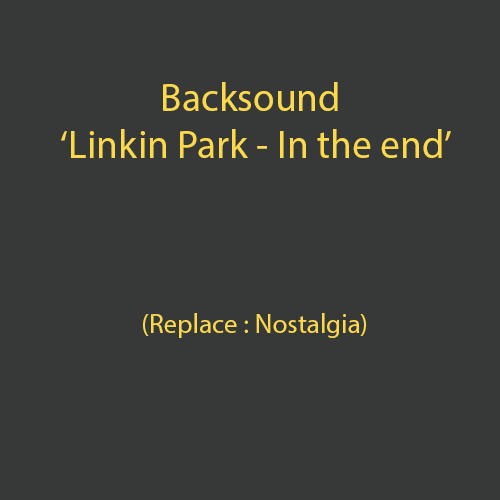 Backsound
‘Linkin Park - In the end’
(Replace : Nostalgia)